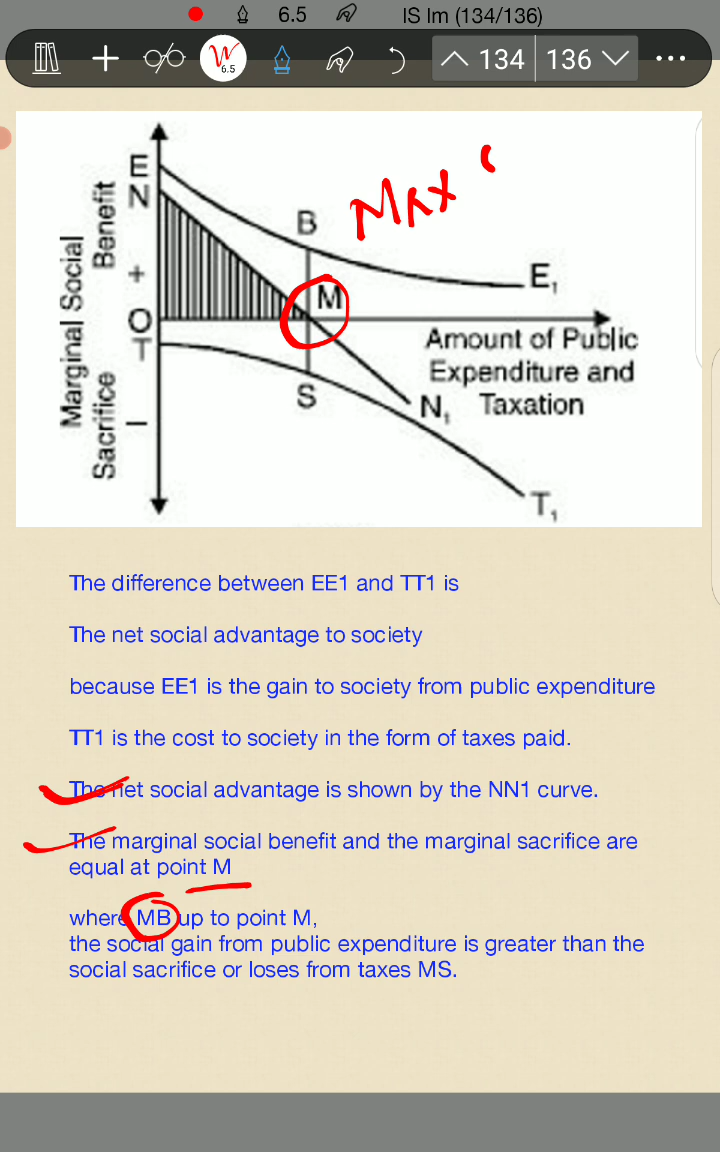 6.5 IS lm (134/136)
W 6.5 134 136
E
N
B
MAX
Benefit
+
M
E₁
O
T
Marginal Social
Amount of Public
Expenditure and
Taxation
S
N₁
Sacrifice
T₁
The difference between EE1 and TT1 is
The net social advantage to society
because EE1 is the gain to society from public expenditure
TT1 is the cost to society in the form of taxes paid.
The net social advantage is shown by the NN1 curve.
The marginal social benefit and the marginal sacrifice are
equal at point M
where MB up to point M,
the social gain from public expenditure is greater than the
social sacrifice or loses from taxes MS.